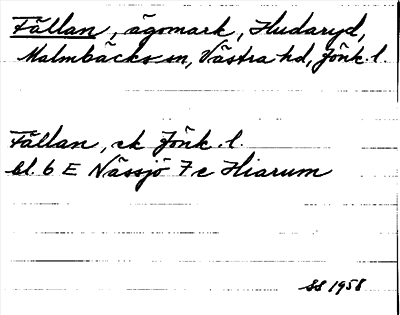 Fällan, ägomark, Hudaryd,
Malmbäcks sn, Västra hd, Jönk. l.
Fällan, ek Jönk. l.
bl. 6 E Nässjö 7 c Hiarum
SS 1958